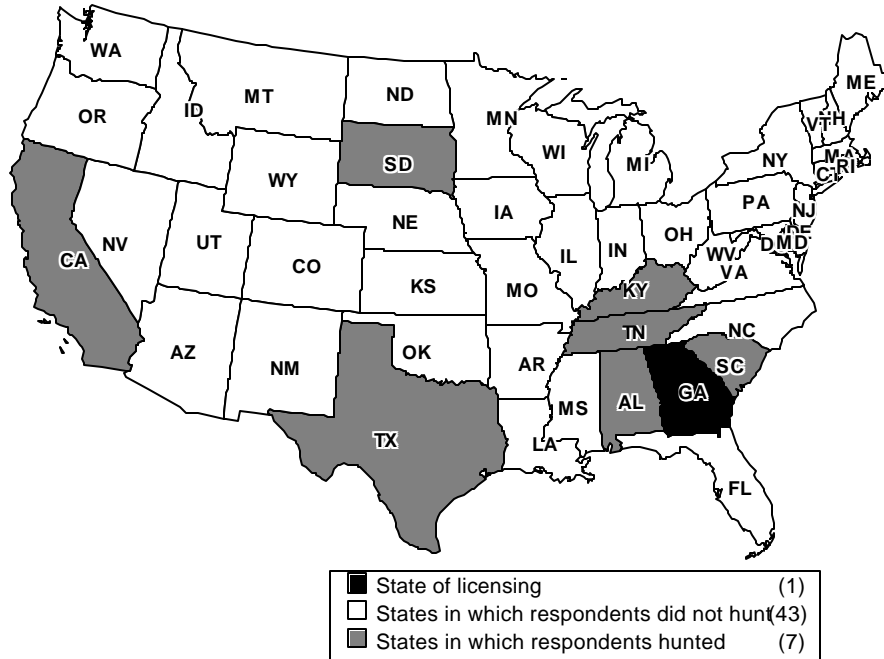 WA
ME
MT
ND
OR
ID
MN
VT
H
WI
SD
MI
NY
MA
CT
RI
WY
IA
PA
NE
NJ
NV
UT
OH
IN
IL
DE
D
MD
WV
CO
VA
CA
KS
MO
KY
NC
TN
AZ
OK
NM
AR
SC
MS
AL
GA
TX
LA
FL
State of licensing (1)
States in which respondents did not hunt (43)
States in which respondents hunted (7)